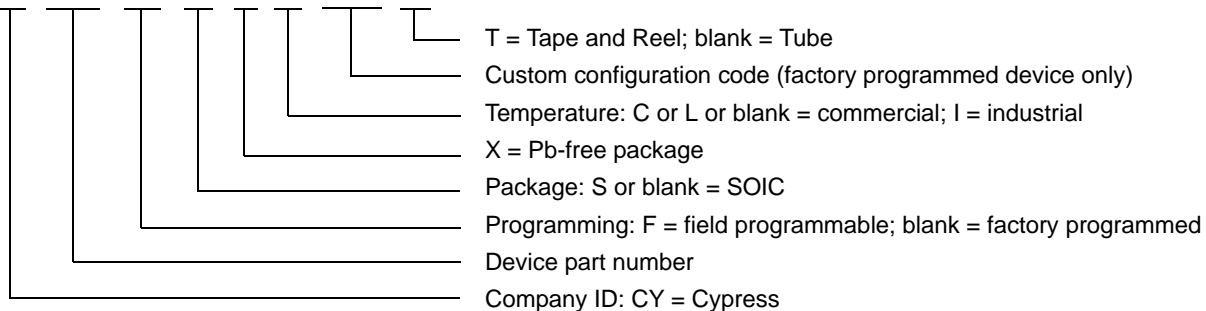 T = Tape and Reel; blank = Tube
Custom configuration code (factory programmed device only)
Temperature: C or L or blank = commercial; I = industrial
X = Pb-free package
Package: S or blank = SOIC
Programming: F = field programmable; blank = factory programmed
Device part number
Company ID: CY = Cypress